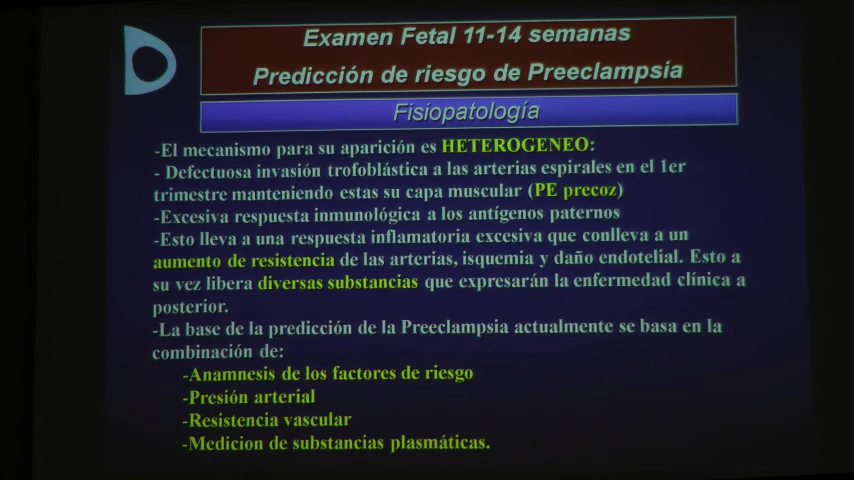 Examen Fetal 11-14 semanas
Predicción de riesgo de Preeclampsia
Fisiopatología
-El mecanismo para su aparición es HETEROGENEO:
- Defectuosa invasión trofoblástica a las arterias espirales en el 1er
trimestre manteniendo estas su capa muscular (PE precoz)
-Excesiva respuesta inmunológica a los antígenos paternos
-Esto lleva a una respuesta inflamatoria excesiva que conlleva a un
aumento de resistencia de las arterias, isquemia y daño endotelial. Esto a
su vez libera diversas substancias que expresarán la enfermedad clínica a
posterior.
-La base de la predicción de la Preeclampsia actualmente se basa en la
combinación de:
-Anamnesis de los factores de riesgo
-Presión arterial
-Resistencia vascular
-Medicion de substancias plasmáticas.